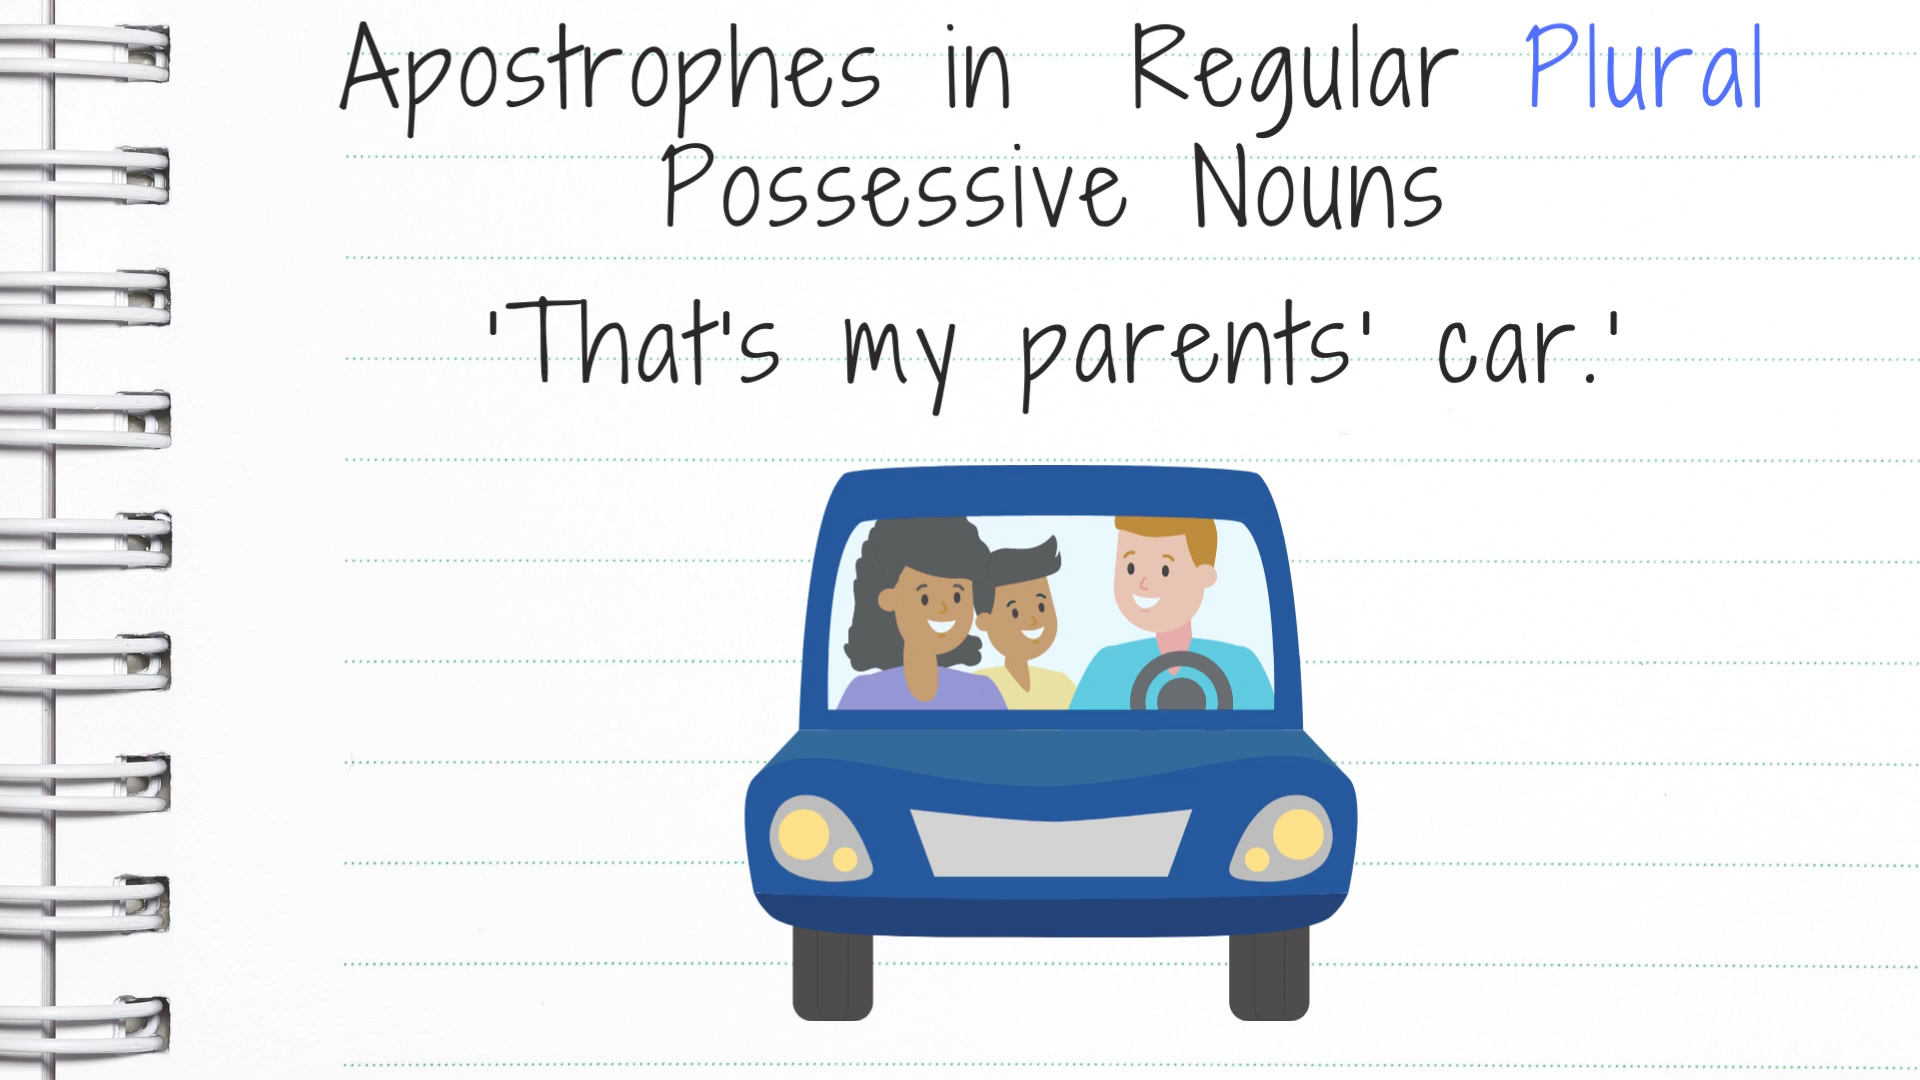 Apostrophes in Regular Plural
Possessive Nouns
'That's my parents' car.'